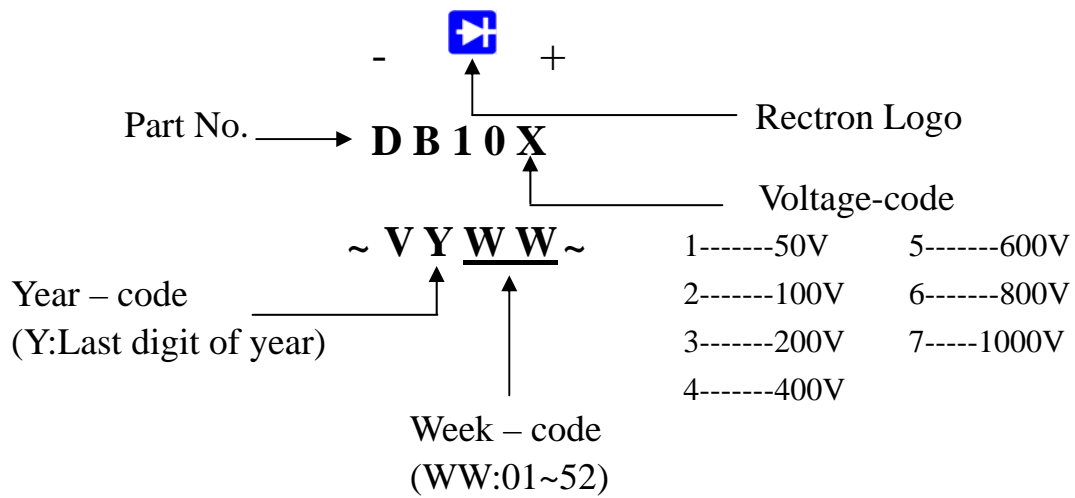 - +
Rectron Logo
Part No.
D B 1 0 X
Voltage-code
~ V Y W W ~
1-------50V 5-------600V
2-------100V 6-------800V
3-------200V 7-----1000V
4-------400V
Year – code
(Y:Last digit of year)
Week – code
(WW:01~52)